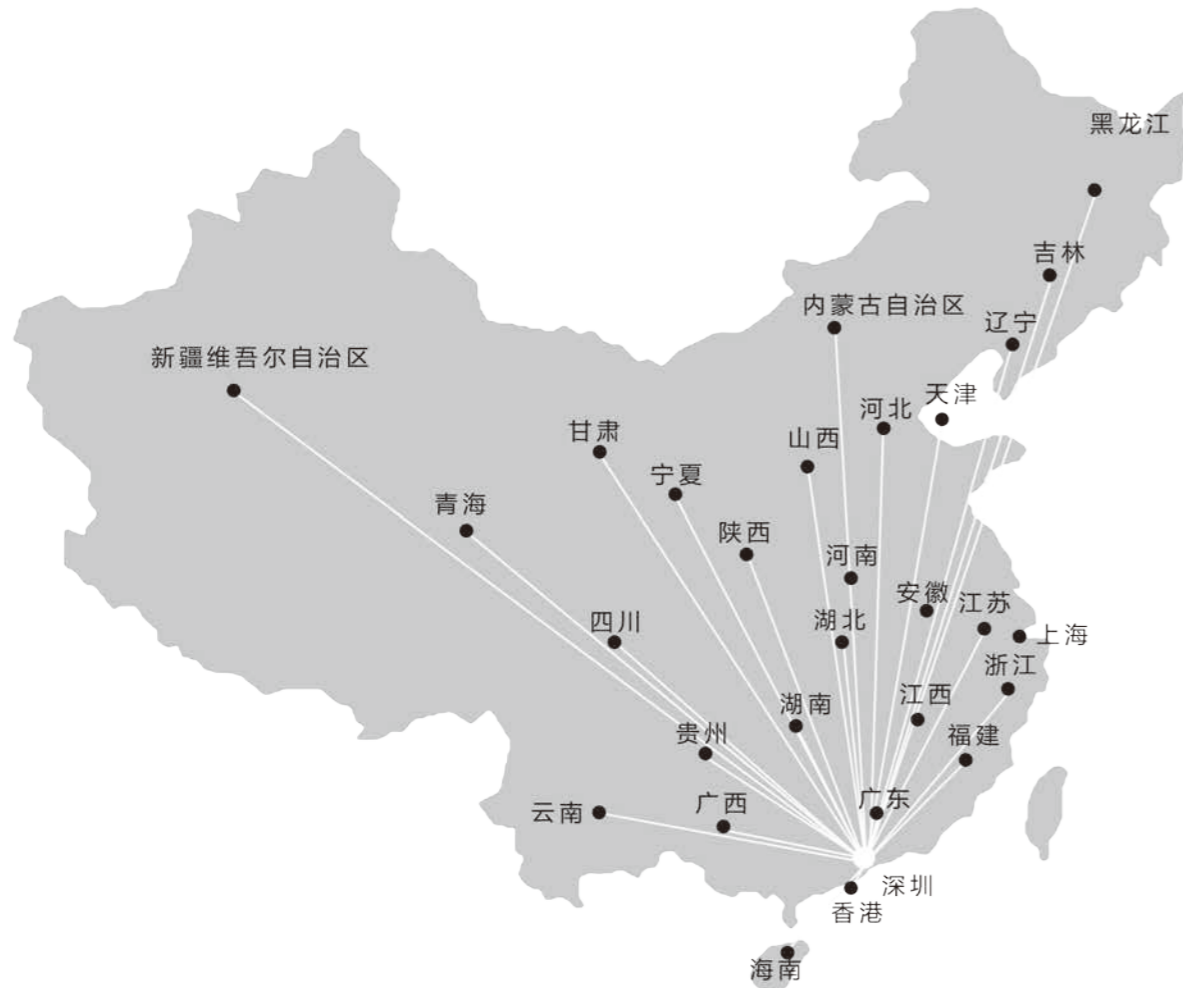 黑龙江
吉林
内蒙古自治区
辽宁
新疆维吾尔自治区
天津
河北
甘肃
山西
宁夏
青海
陕西
河南
安徽
江苏
四川
湖北
上海
浙江
江西
湖南
贵州
福建
广东
广西
云南
深圳
香港
海南